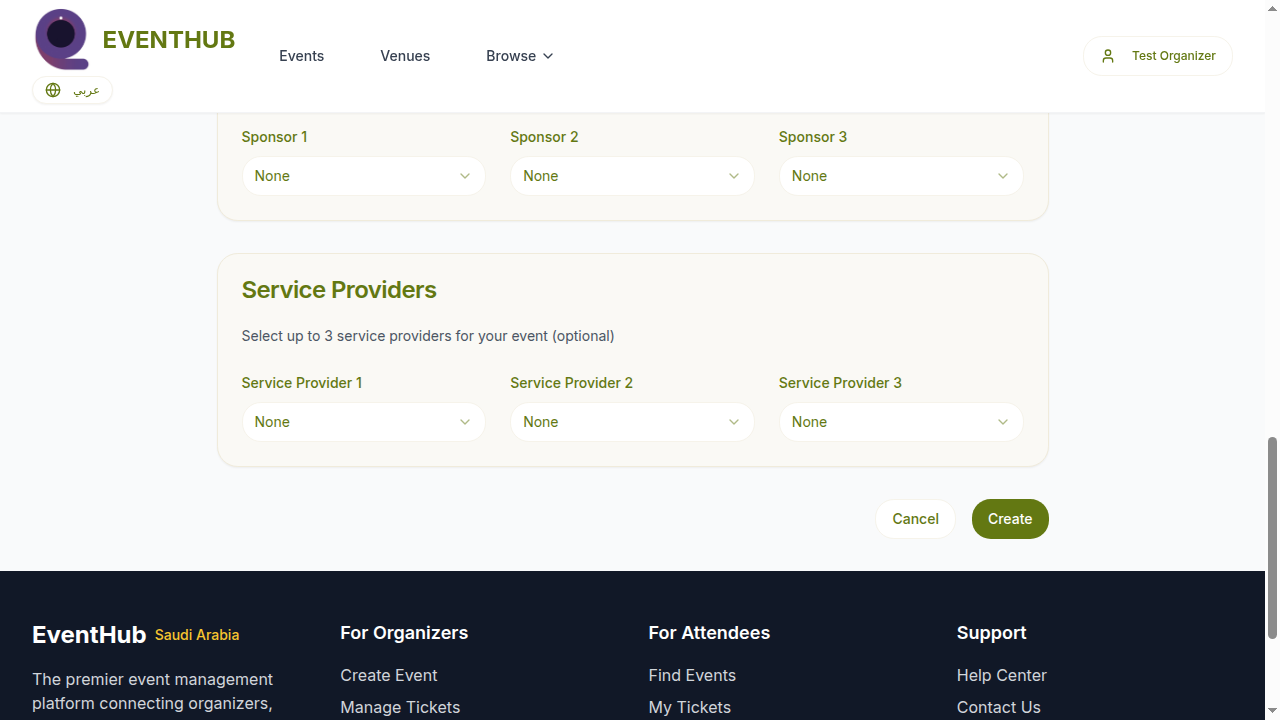 EVENTHUB
Events
Venues
Browse
Test Organizer
عربي
Sponsor 1
Sponsor 2
Sponsor 3
None
None
None
Service Providers
Select up to 3 service providers for your event (optional)
Service Provider 1
Service Provider 2
Service Provider 3
None
None
None
Cancel
Create
EventHub Saudi Arabia
The premier event management
platform connecting organizers,
For Organizers
Create Event
Manage Tickets
For Attendees
Find Events
My Tickets
Support
Help Center
Contact Us